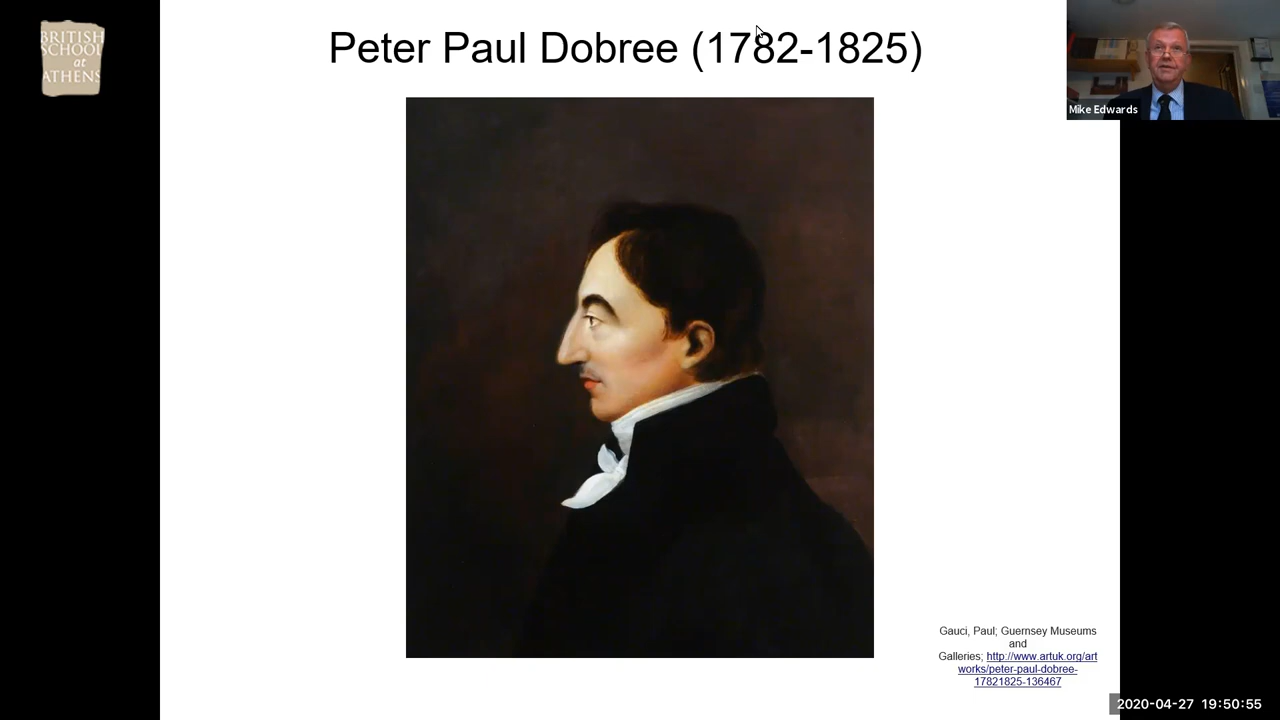 BRITISH
SCHOOL
at
ATHENS
Peter Paul Dobree (1782-1825)
Mike Edwards
Gauci, Paul; Guernsey Museums
and
Galleries; http://www.artuk.org/art
works/peter-paul-dobree-
17821825-136467
2020-04-27 19:50:55